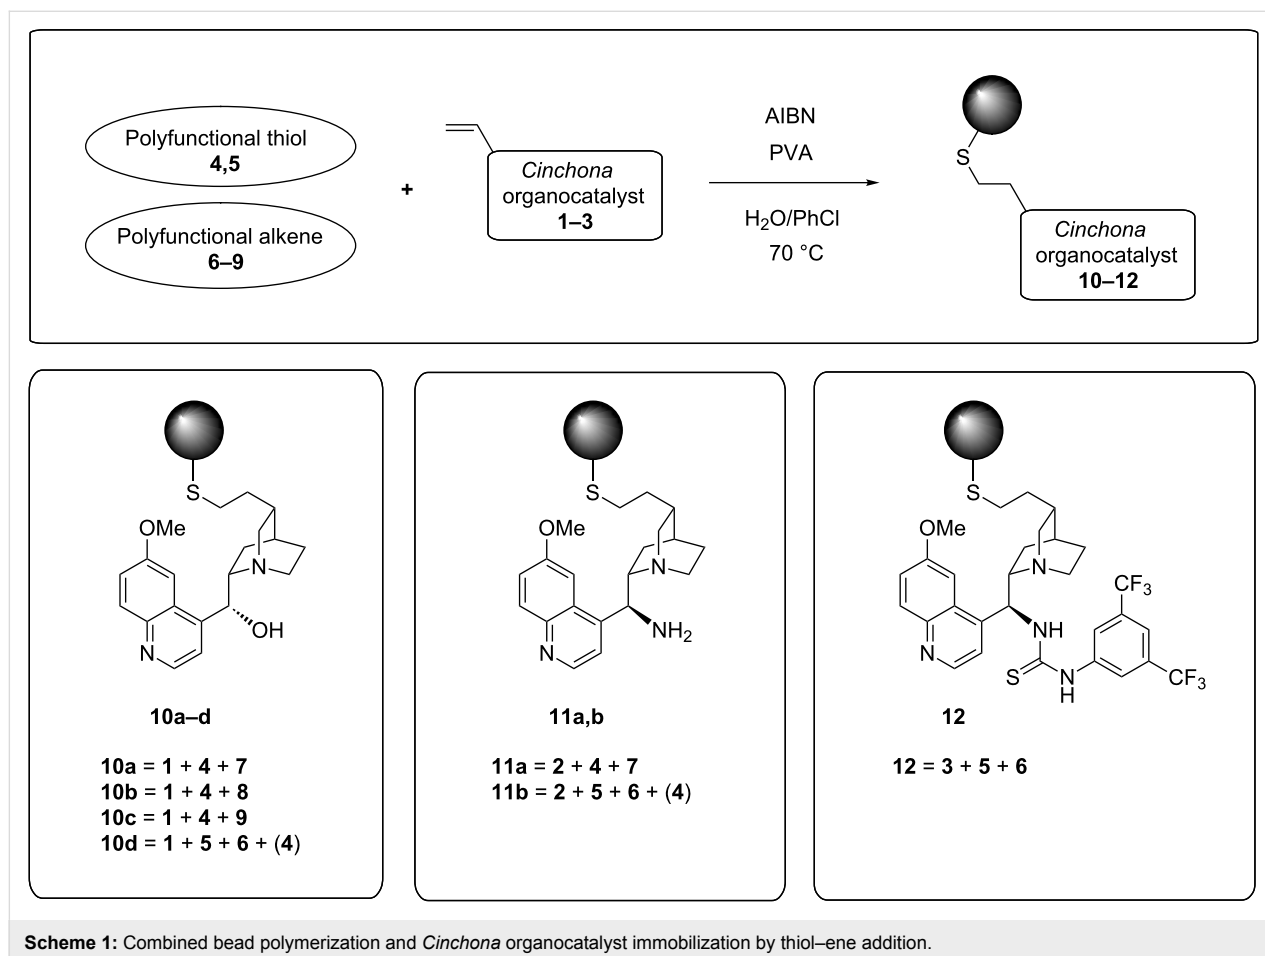 Polyfunctional thiol
4,5
Polyfunctional alkene
6–9
+
Cinchona
organocatalyst
1–3
AIBN
PVA
H2O/PhCl
70 °C
S
Cinchona
organocatalyst
10–12
S
OMe
N
OH
N
10a–d
10a = 1 + 4 + 7
10b = 1 + 4 + 8
10c = 1 + 4 + 9
10d = 1 + 5 + 6 + (4)
S
OMe
N
NH2
N
11a,b
11a = 2 + 4 + 7
11b = 2 + 5 + 6 + (4)
S
OMe
N
CF3
NH
N
S
N
H
CF3
12
12 = 3 + 5 + 6
Scheme 1: Combined bead polymerization and Cinchona organocatalyst immobilization by thiol–ene addition.